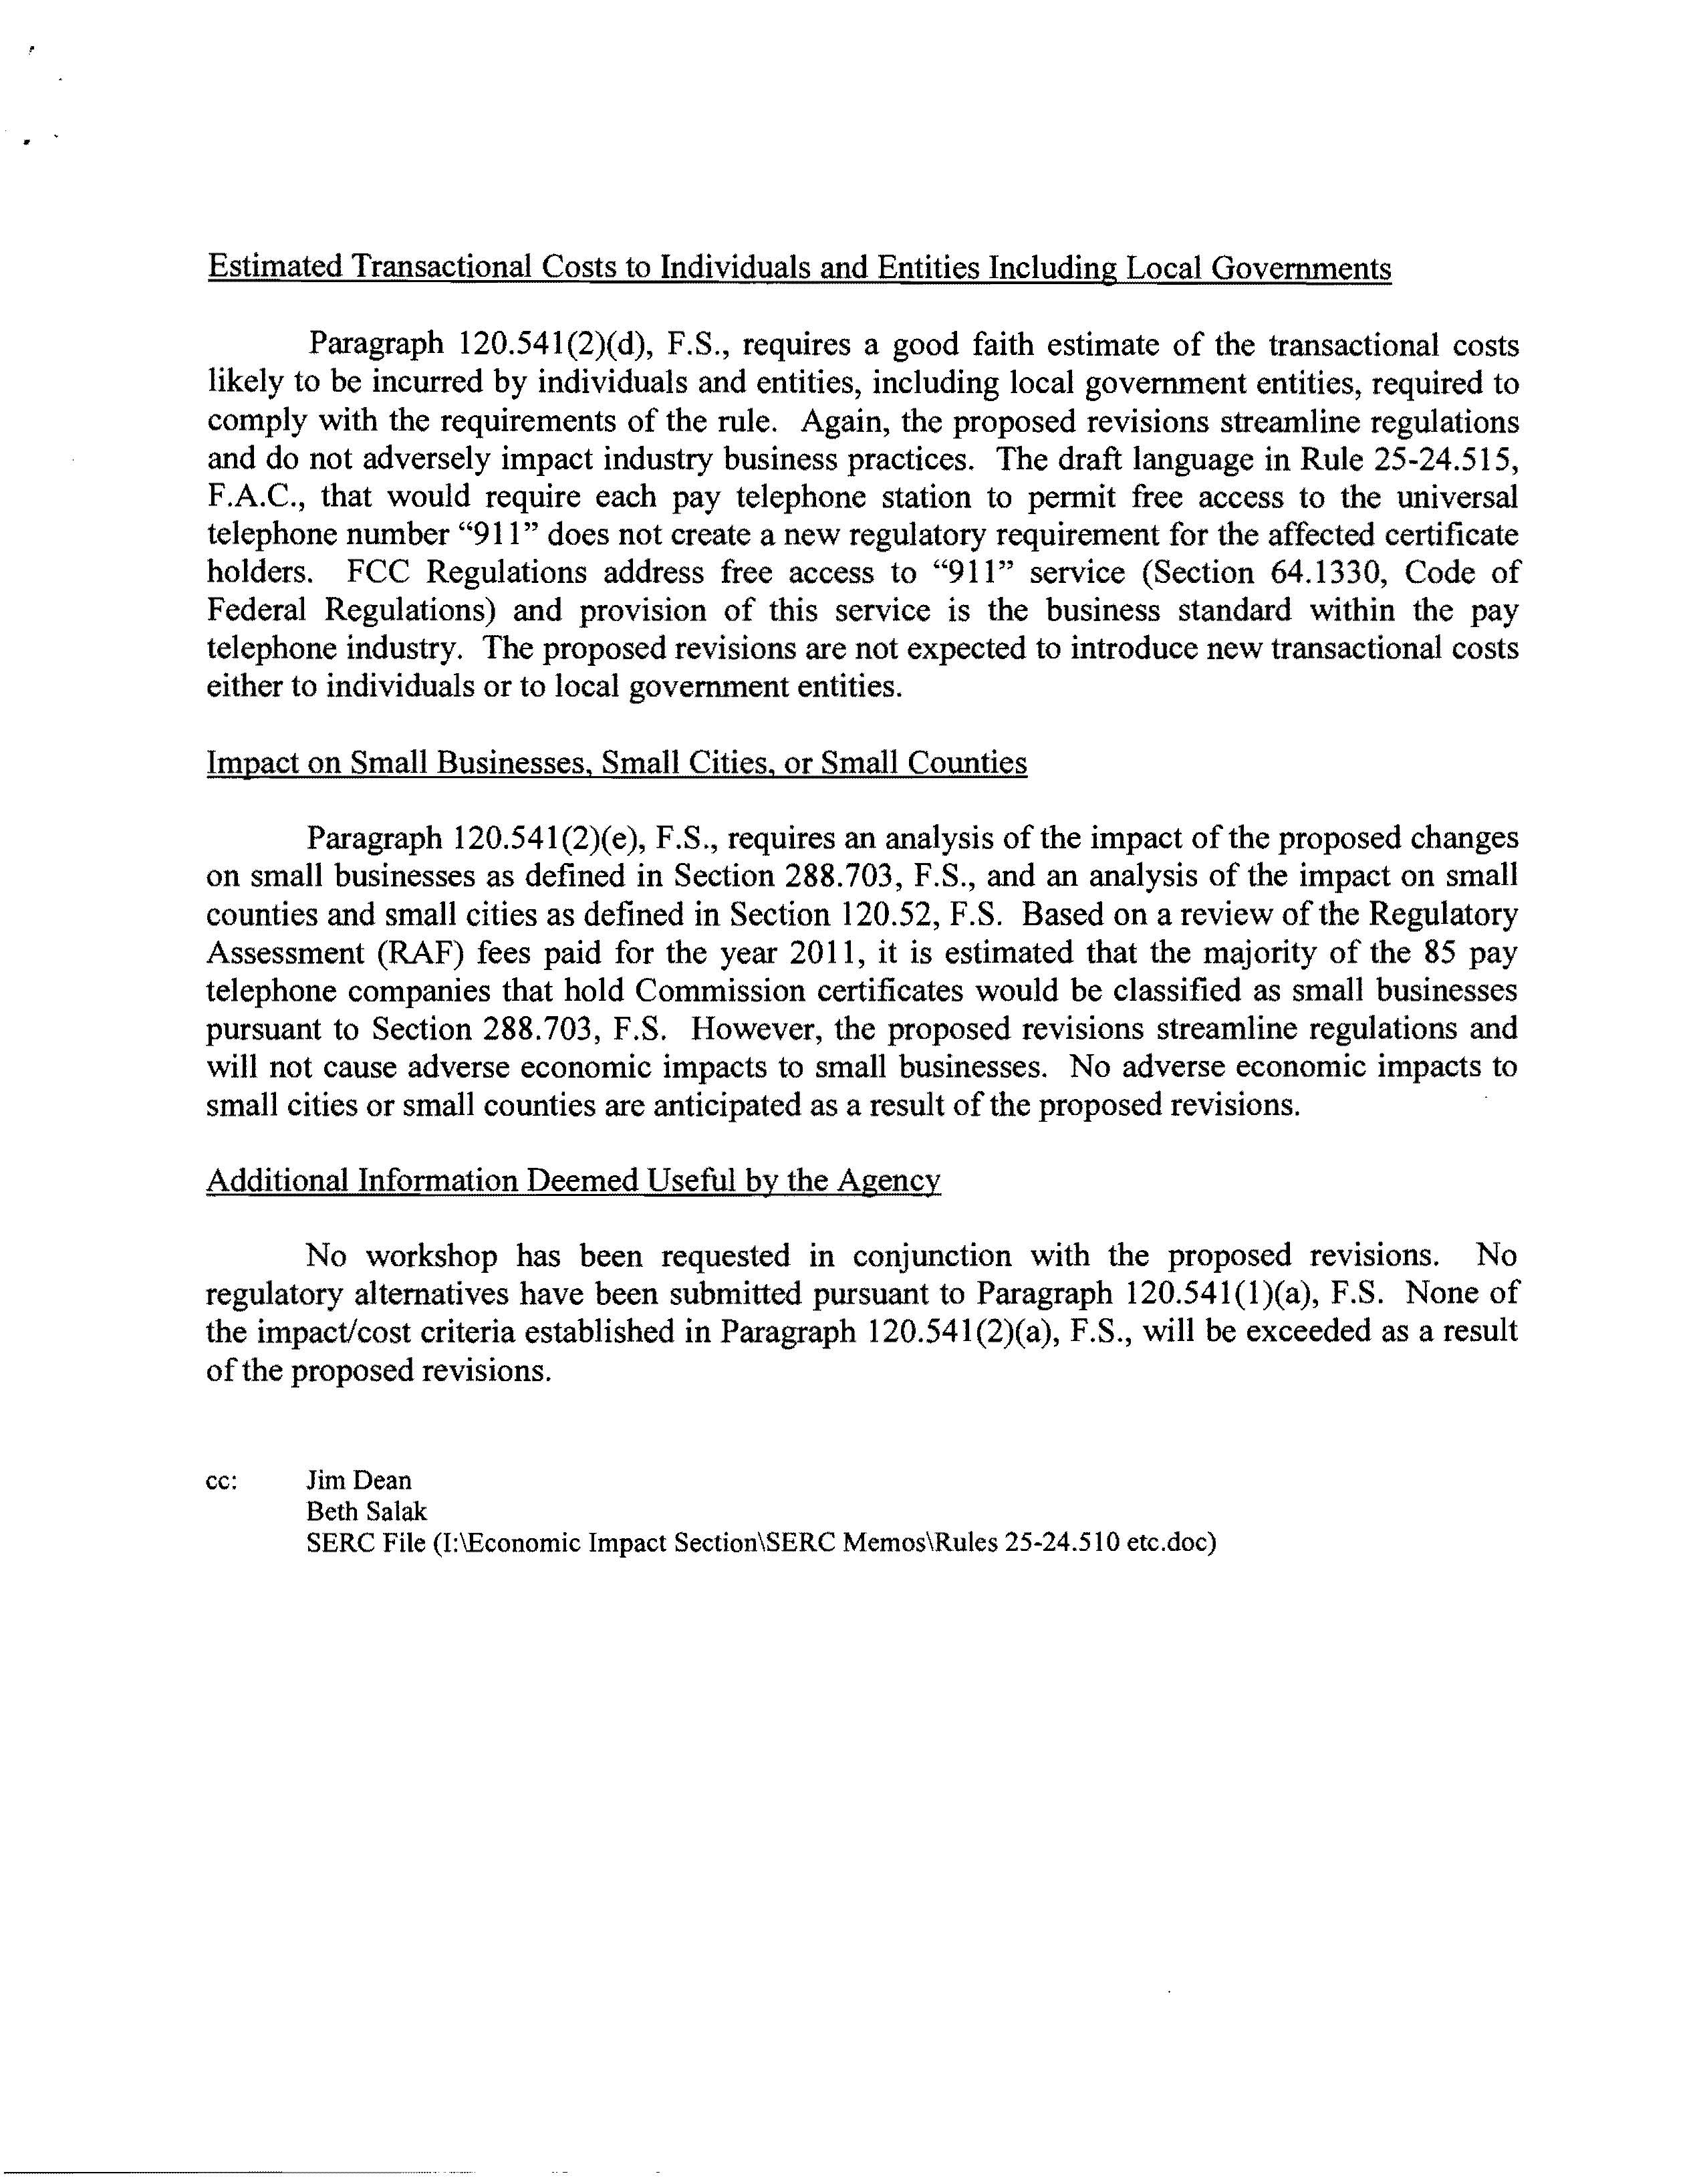 Estimated Transactional Costs to Individuals and Entities Including Local Governments
Paragraph 120.541(2)(d), F.S., requires a good faith estimate of the transactional costs
likely to be incurred by individuals and entities, including local government entities, required to
comply with the requirements of the rule. Again, the proposed revisions streamline regulations
and do not adversely impact industry business practices. The draft language in Rule 25-24.515,
F.A.C., that would require each pay telephone station to permit free access to the universal
telephone number “911” does not create a new regulatory requirement for the affected certificate
holders. FCC Regulations address free access to “911” service (Section 64.1330, Code of
Federal Regulations) and provision of this service is the business standard within the pay
telephone industry. The proposed revisions are not expected to introduce new transactional costs
either to individuals or to local government entities.
Impact on Small Businesses, Small Cities, or Small Counties
Paragraph 120.541(2)(e), F.S., requires an analysis of the impact of the proposed changes
on small businesses as defined in Section 288.703, F.S., and an analysis of the impact on small
counties and small cities as defined in Section 120.52, F.S. Based on a review of the Regulatory
Assessment (RAF) fees paid for the year 2011, it is estimated that the majority of the 85 pay
telephone companies that hold Commission certificates would be classified as small businesses
pursuant to Section 288.703, F.S. However, the proposed revisions streamline regulations and
will not cause adverse economic impacts to small businesses. No adverse economic impacts to
small cities or small counties are anticipated as a result of the proposed revisions.
Additional Information Deemed Useful by the Agency
No workshop has been requested in conjunction with the proposed revisions. No
regulatory alternatives have been submitted pursuant to Paragraph 120.541(1)(a), F.S. None of
the impact/cost criteria established in Paragraph 120.541(2)(a), F.S., will be exceeded as a result
of the proposed revisions.
cc: Jim Dean
Beth Salak
SERC File (I:\Economic Impact Section\SERC Memos\Rules 25-24.510 etc.doc)